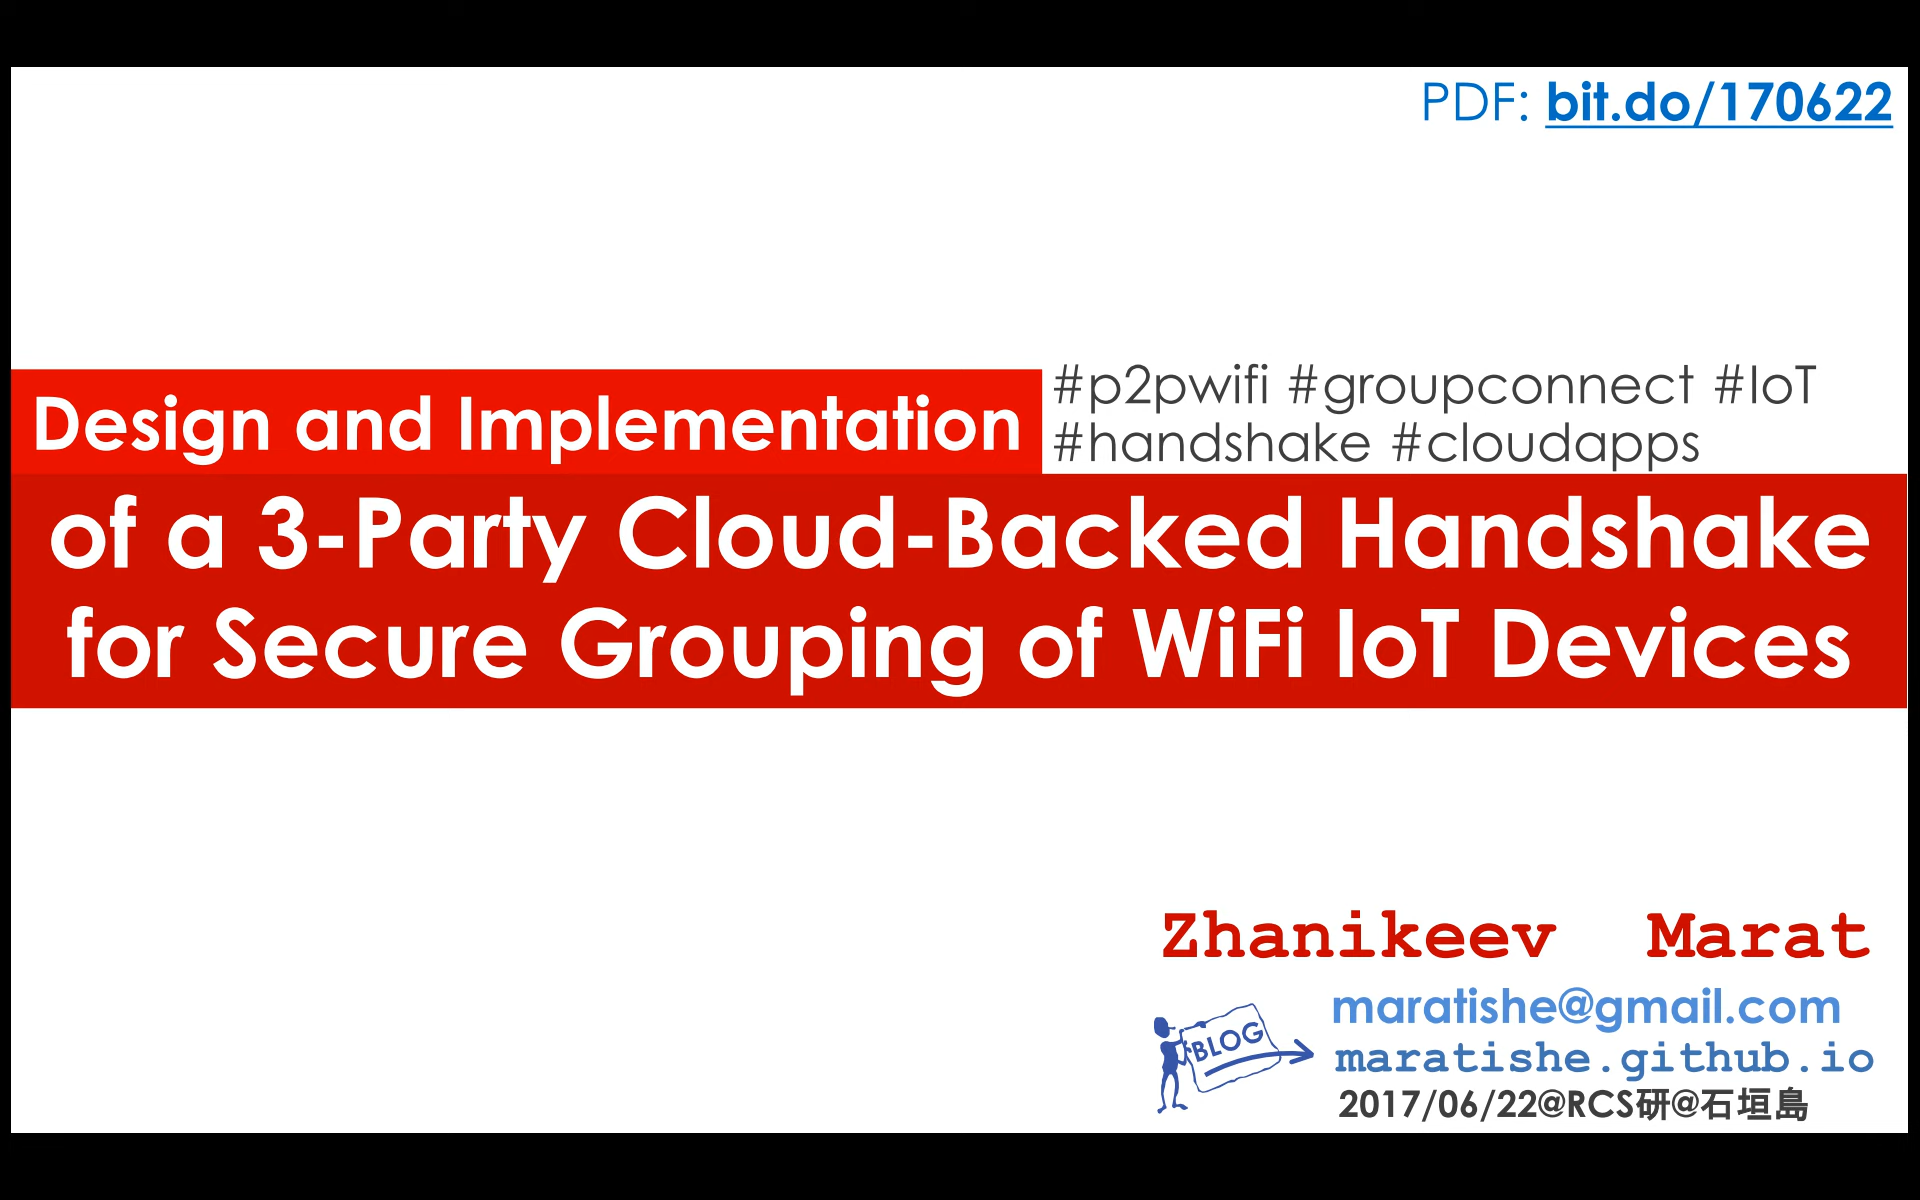 PDF: bit.do/170622
#p2pwifi #groupconnect #IoT
#handshake #cloudapps
Design and Implementation
of a 3-Party Cloud-Backed Handshake
for Secure Grouping of WiFi IoT Devices
Zhanikeev Marat
maratishe@gmail.com
BLOG
maratishe.github.io
2017/06/22@RCS研@石垣島